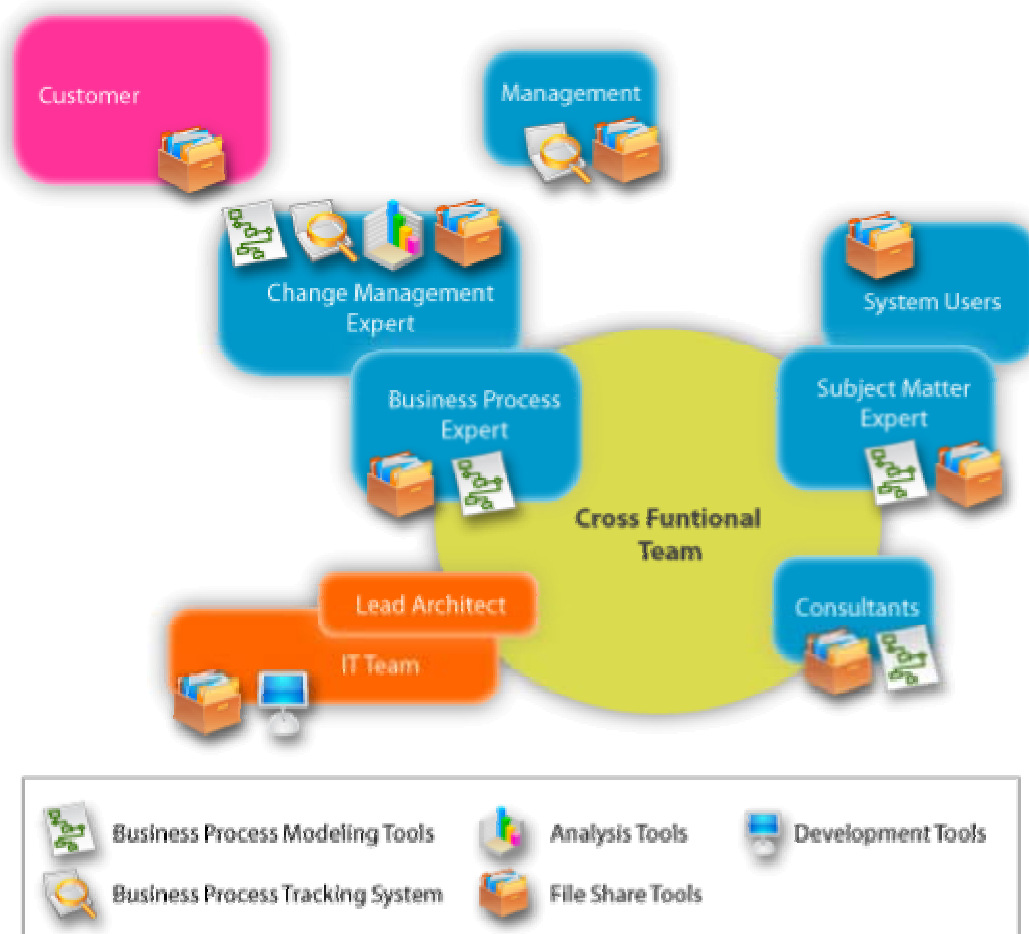 Customer
Management
Change Management
Expert
System Users
Business Process
Expert
Subject Matter
Expert
Cross Funtional
Team
Lead Architect
Consultants
IT Team
Business Process Modeling Tools
Analysis Tools
Development Tools
Business Process Tracking System
File Share Tools